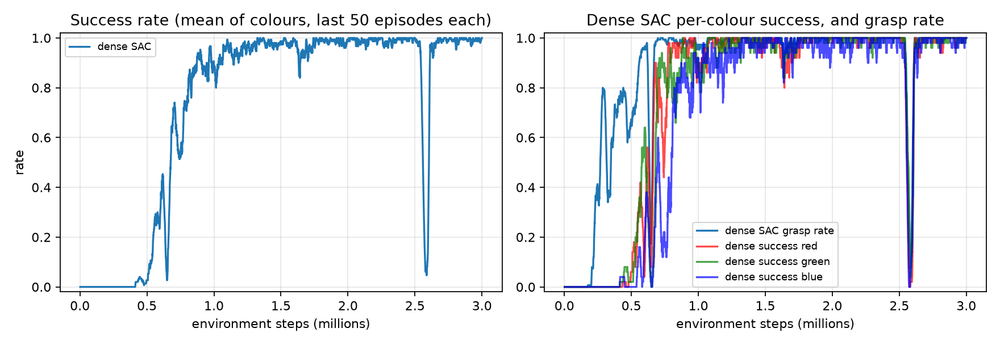 Success rate (mean of colours, last 50 episodes each)
dense SAC
rate
1.0
0.8
0.6
0.4
0.2
0.0
0.0 0.5 1.0 1.5 2.0 2.5 3.0
environment steps (millions)
Dense SAC per-colour success, and grasp rate
1.0
0.8
0.6
0.4
0.2
0.0
dense SAC grasp rate
dense success red
dense success green
dense success blue
0.0 0.5 1.0 1.5 2.0 2.5 3.0
environment steps (millions)